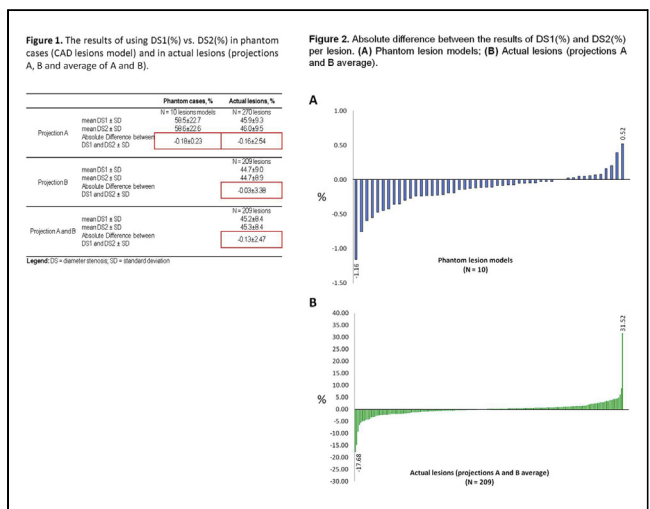 Figure 1. The results of using DS1(%) vs. DS2(%) in phantom
cases (CAD lesions model) and in actual lesions (projections
A, B and average of A and B).
Phantom cases, % Actual lesions, %
N = 10 lesions models N = 270 lesions
Projection A
mean DS1 ± SD 58.5±22.7 45.9±9.3
mean DS2 ± SD 58.6±22.6 46.0±9.5
Absolute Difference between
DS1 and DS2 ± SD -0.18±0.23 -0.16±2.54
N = 209 lesions
Projection B
mean DS1 ± SD 44.7±9.0
mean DS2 ± SD 44.7±8.9
Absolute Difference between
DS1 and DS2 ± SD -0.03±3.38
N = 209 lesions
Projection A and B
mean DS1 ± SD 45.2±8.4
mean DS2 ± SD 45.3±8.4
Absolute Difference between
DS1 and DS2 ± SD -0.13±2.47
Legend: DS = diameter stenosis; SD = standard deviation
Figure 2. Absolute difference between the results of DS1(%) and DS2(%)
per lesion. (A) Phantom lesion models; (B) Actual lesions (projections A
and B average).
A
1.00
0.50
0.00
-0.50
-1.00
-1.50
%
-1.16
0.52
Phantom lesion models
(N = 10)
B
40.00
35.00
30.00
25.00
20.00
15.00
10.00
5.00
0.00
-5.00
-10.00
-15.00
-20.00
-25.00
-30.00
%
-17.68
31.52
Actual lesions (projections A and B average)
(N = 209)